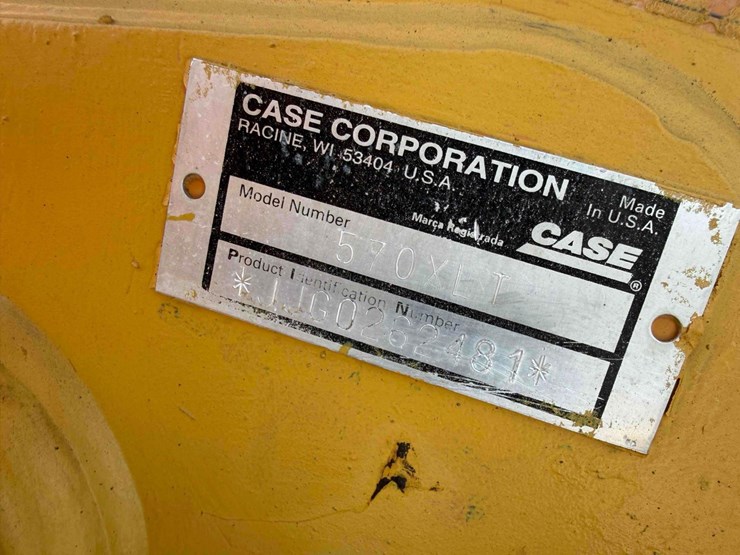 CASE CORPORATION
RACINE, WI 53404 U.S.A.
Made
In U.S.A.
Model Number
Marca Registrada
CASE®
570XLT
Product Identification Number
*JJG0262481*